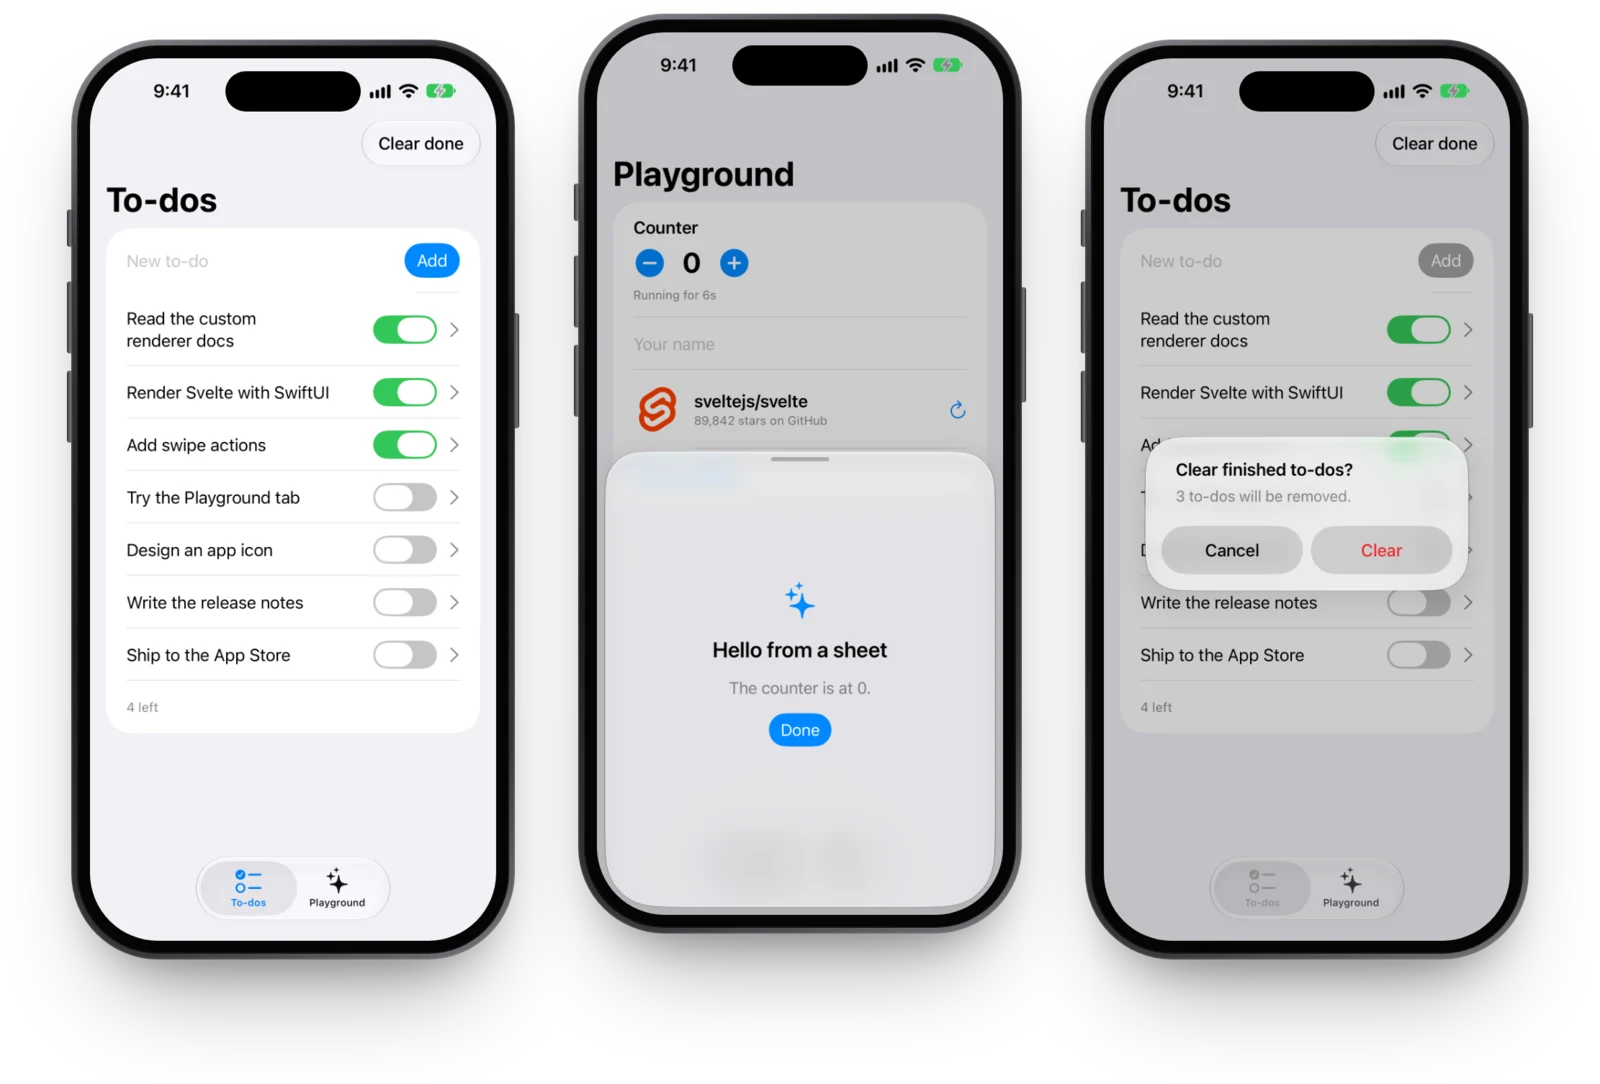 9:41
Clear done
To-dos
New to-do
Add
Read the custom
renderer docs
Render Svelte with SwiftUI
Add swipe actions
Try the Playground tab
Design an app icon
Write the release notes
Ship to the App Store
4 left
To-dos
Playground
9:41
Playground
Counter
0
Running for 6s
Your name
sveltejs/svelte
89,842 stars on GitHub
Hello from a sheet
The counter is at 0.
Done
9:41
Clear done
To-dos
New to-do
Add
Read the custom
renderer docs
Render Svelte with SwiftUI
Clear finished to-dos?
3 to-dos will be removed.
Cancel
Clear
Write the release notes
Ship to the App Store
4 left
To-dos
Playground